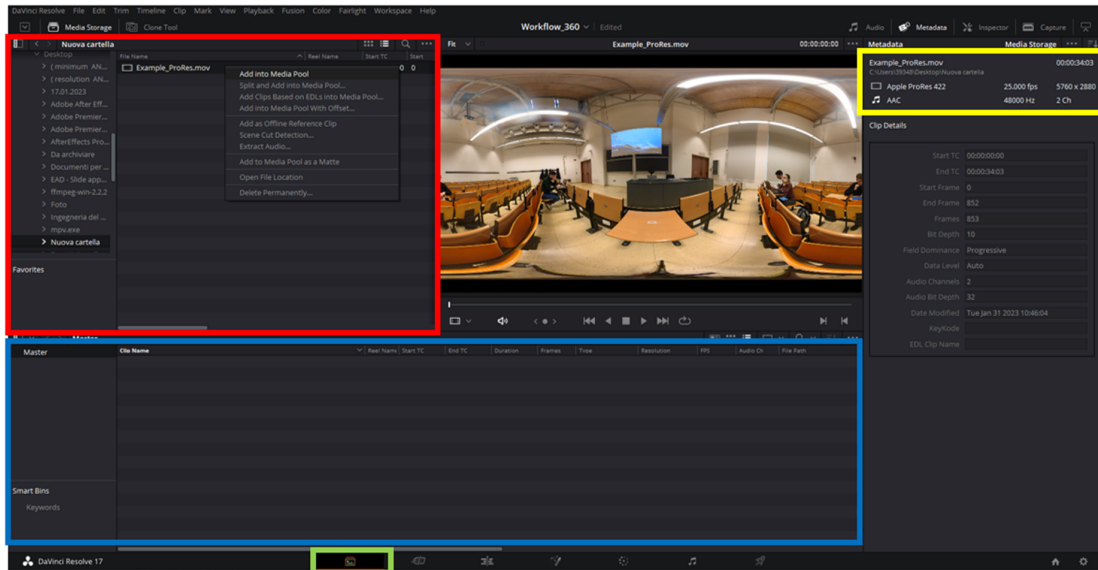 DaVinci Resolve File Edit Trim Timeline Clip Mark View Playback Fusion Color Fairlight Workspace Help
Media Storage Clone Tool Workflow_360 Edited Audio Metadata Inspector Capture
Nuova cartella Fit Example_ProRes.mov 00:00:00:00 Metadata Media Storage
Desktop
( minimum AN...
( resolution AN...
17.01.2023
Adobe After Eff...
Adobe Premier...
Adobe Premier...
AfterEffects Pro...
Da archiviare
Documenti per ...
EAD - Slide app...
ffmpeg-win-2.2.2
Foto
Ingegneria del ...
mpv.exe
Nuova cartella
Favorites
File Name Reel Name Start TC Start
Example_ProRes.mov 0 0
Add into Media Pool
Split and Add into Media Pool...
Add Clips Based on EDLs into Media Pool...
Add into Media Pool With Offset...
Add as Offline Reference Clip
Scene Cut Detection...
Extract Audio...
Add to Media Pool as a Matte
Open File Location
Delete Permanently...
Example_ProRes.mov 00:00:34:03
C:\Users\39348\Desktop\Nuova cartella
Apple ProRes 422 25.000 fps 5760 x 2880
AAC 48000 Hz 2 Ch
Clip Details
Start TC 00:00:00:00
End TC 00:00:34:03
Start Frame 0
End Frame 852
Frames 853
Bit Depth 10
Field Dominance Progressive
Data Level Auto
Audio Channels 2
Audio Bit Depth 32
Date Modified Tue Jan 31 2023 10:46:04
KeyKode
EDL Clip Name
Master
Master
Clip Name Reel Name Start TC End TC Duration Frames Type Resolution FPS Audio Ch File Path
Smart Bins
Keywords
DaVinci Resolve 17